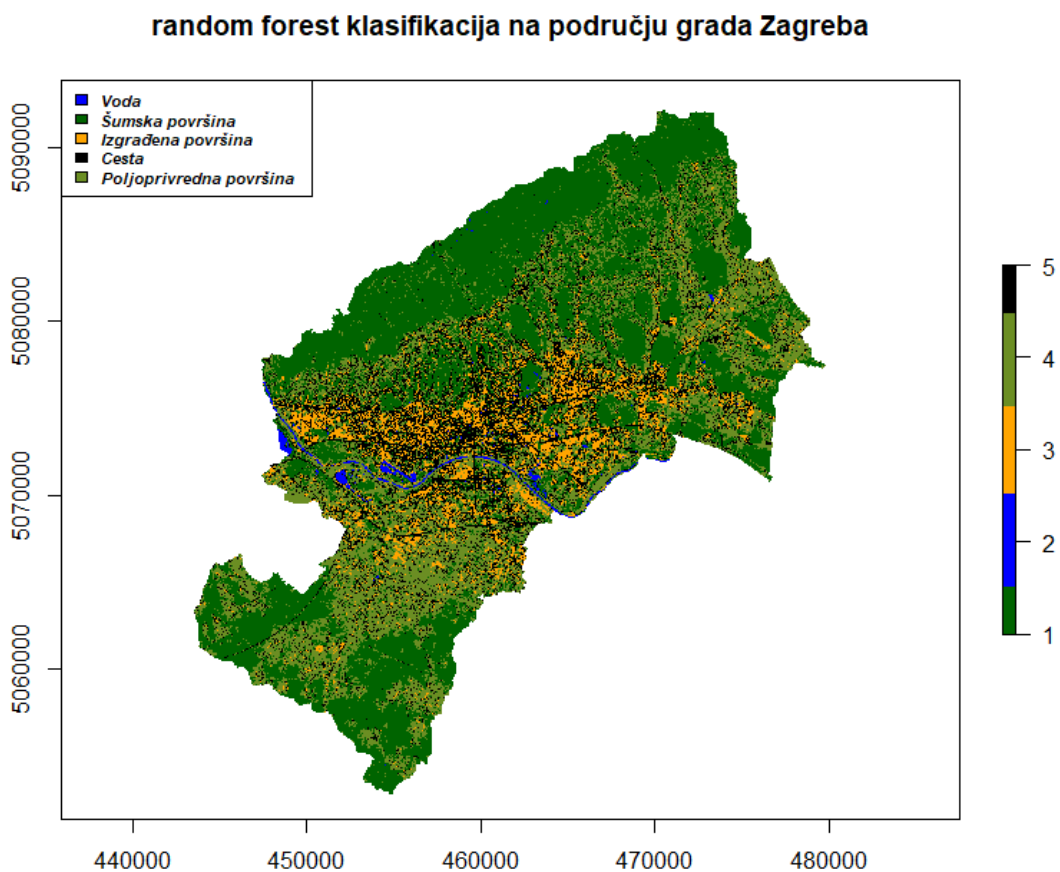 random forest klasifikacija na području grada Zagreba
Voda
Šumska površina
Izgrađena površina
Cesta
Poljoprivredna površina
5090000
5080000
5070000
5060000
440000
450000
460000
470000
480000
5
4
3
2
1